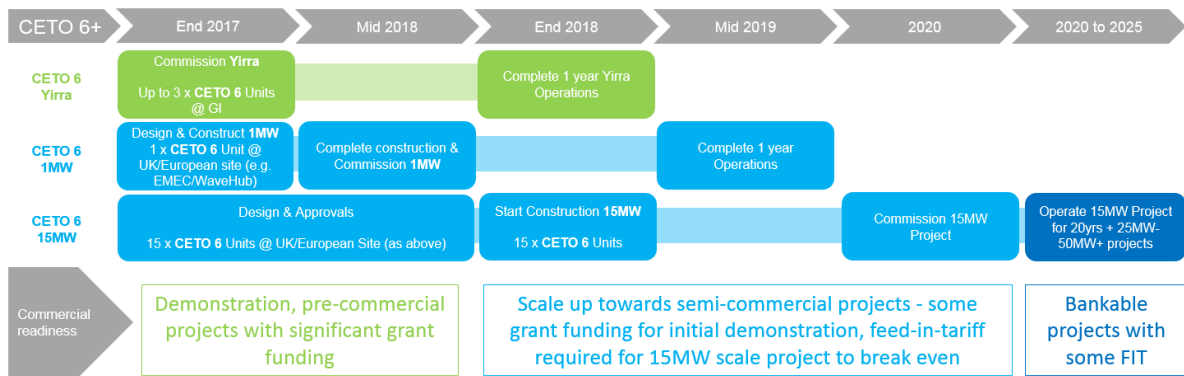 CETO 6+
End 2017
Mid 2018
End 2018
Mid 2019
2020
2020 to 2025
CETO 6
Yirra
Commission Yirra
Up to 3 x CETO 6 Units
@ GI
Complete 1 year Yirra
Operations
CETO 6
1MW
Design & Construct 1MW
1 x CETO 6 Unit @
UK/European site (e.g.
EMEC/WaveHub)
Complete construction &
Commission 1MW
Complete 1 year
Operations
CETO 6
15MW
Design & Approvals
15 x CETO 6 Units @ UK/European Site (as above)
Start Construction 15MW
15 x CETO 6 Units
Commission 15MW
Project
Operate 15MW Project
for 20yrs + 25MW-
50MW+ projects
Commercial
readiness
Demonstration, pre-commercial
projects with significant grant
funding
Scale up towards semi-commercial projects - some
grant funding for initial demonstration, feed-in-tariff
required for 15MW scale project to break even
Bankable
projects with
some FIT